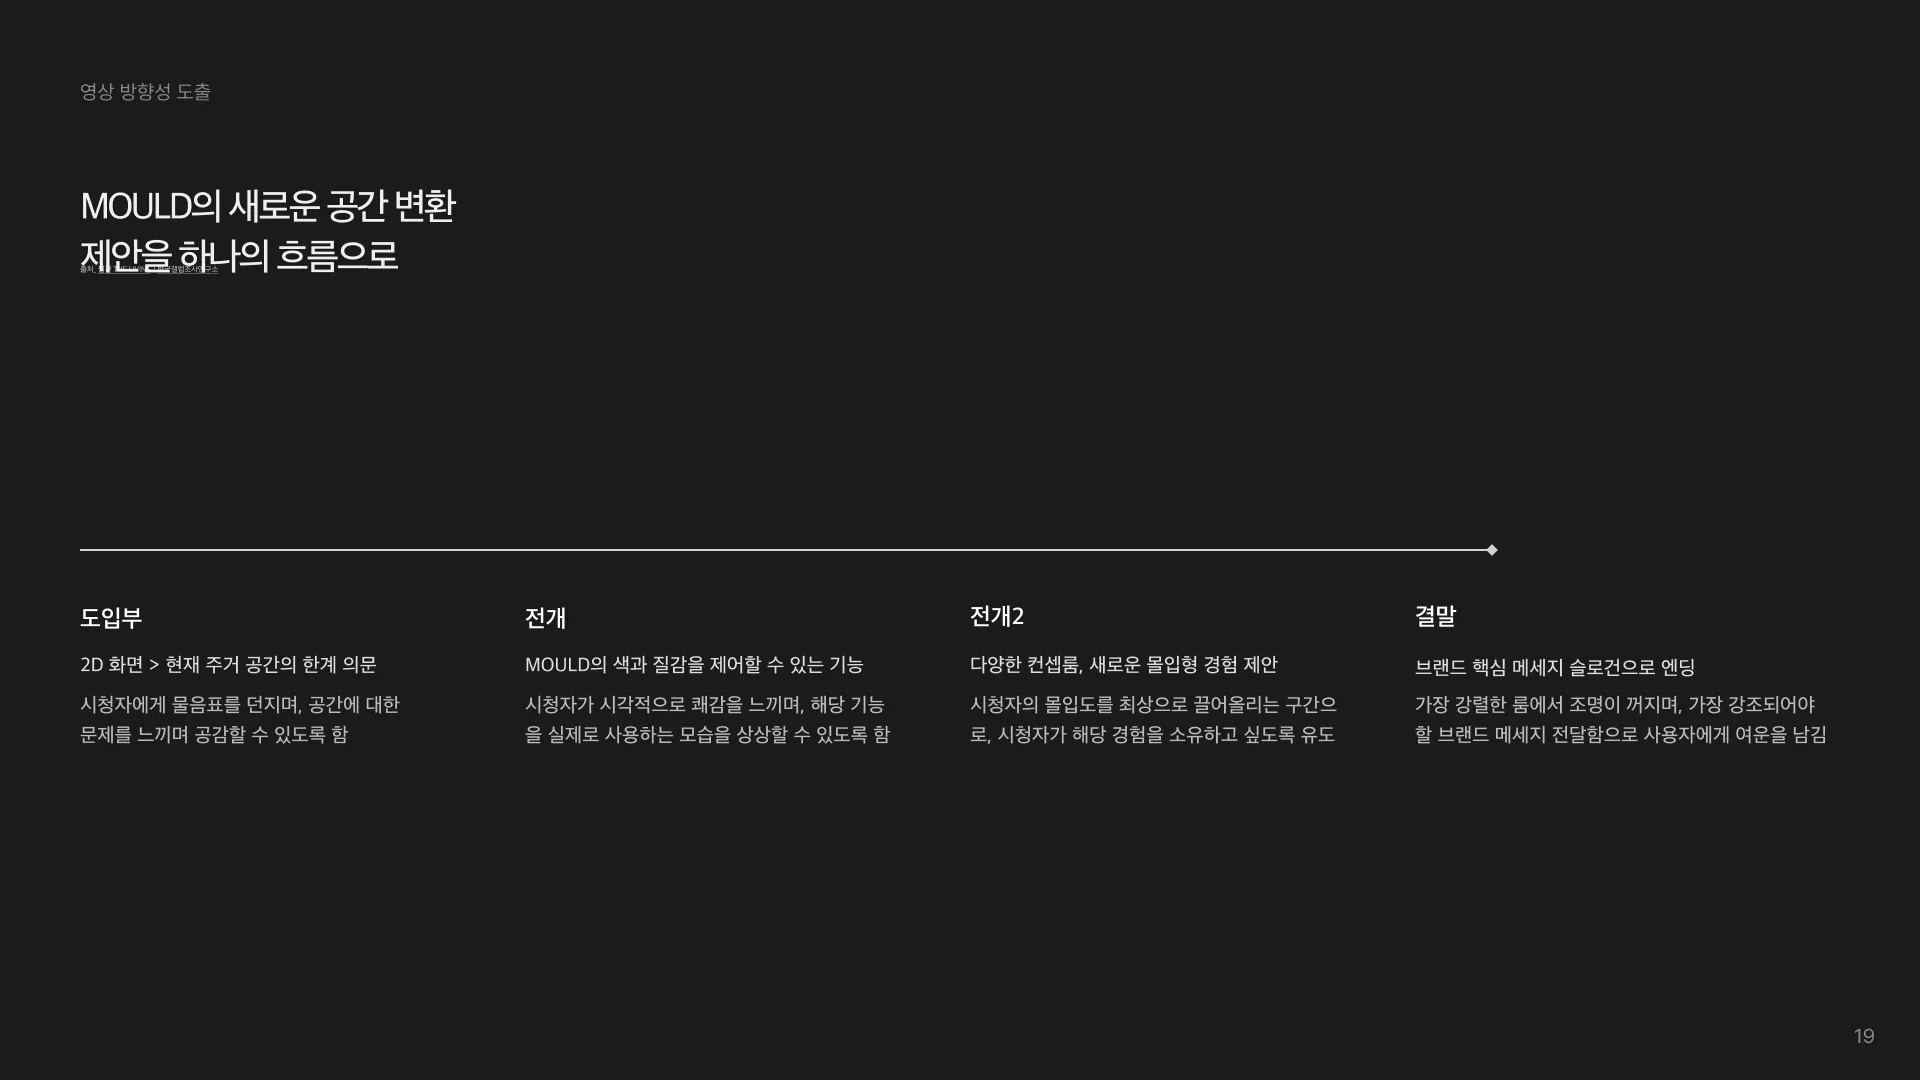 영상 방향성 도출
MOULD의 새로운 공간 변환
제안을 하나의 흐름으로
출처_
도입부
2D 화면 > 현재 주거 공간의 한계 의문
시청자에게 물음표를 던지며, 공간에 대한
문제를 느끼며 공감할 수 있도록 함
전개
MOULD의 색과 질감을 제어할 수 있는 기능
시청자가 시각적으로 쾌감을 느끼며, 해당 기능
을 실제로 사용하는 모습을 상상할 수 있도록 함
전개2
다양한 컨셉룸, 새로운 몰입형 경험 제안
시청자의 몰입도를 최상으로 끌어올리는 구간으
로, 시청자가 해당 경험을 소유하고 싶도록 유도
결말
브랜드 핵심 메세지 슬로건으로 엔딩
가장 강렬한 룸에서 조명이 꺼지며, 가장 강조되어야
할 브랜드 메세지 전달함으로 사용자에게 여운을 남김
19